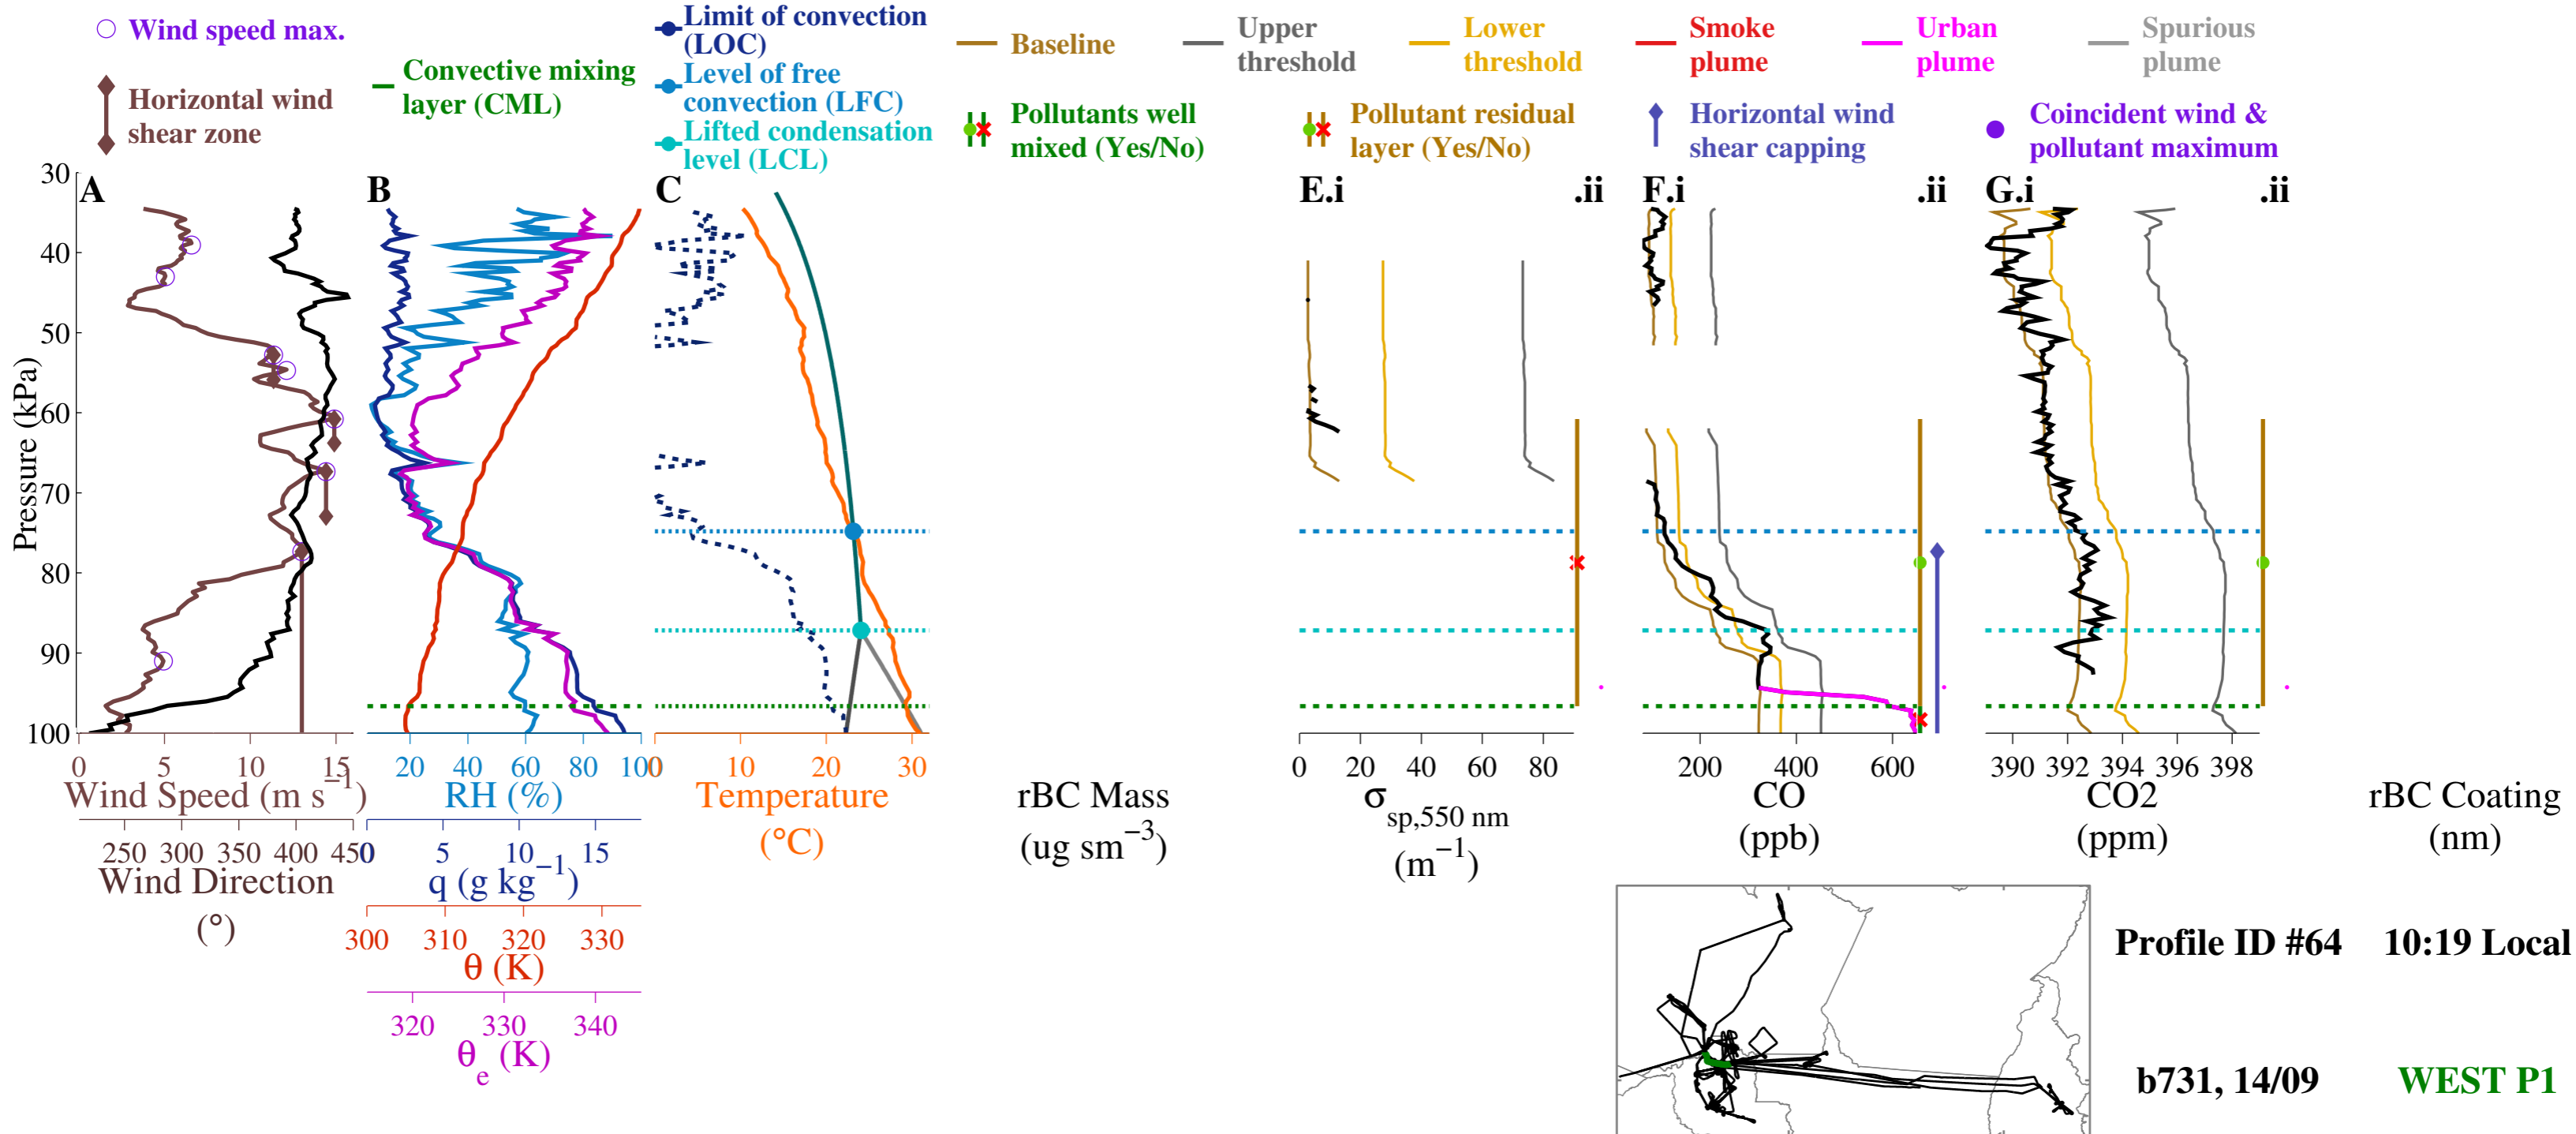 Wind speed max.
Horizontal wind
shear zone
Convective mixing
layer (CML)
Limit of convection
(LOC)
Level of free
convection (LFC)
Lifted condensation
level (LCL)
Baseline
Upper
threshold
Lower
threshold
Smoke
plume
Urban
plume
Spurious
plume
Pollutants well
mixed (Yes/No)
Pollutant residual
layer (Yes/No)
Horizontal wind
shear capping
Coincident wind &
pollutant maximum
A
B
C
E.i
.ii
F.i
.ii
G.i
.ii
30
40
50
60
70
80
90
100
Pressure (kPa)
0 5 10 15
Wind Speed (m s−1)
250 300 350 400 450
Wind Direction
(°)
20 40 60 80 100
RH (%)
0 5 10 15
q (g kg−1)
300 310 320 330
θ (K)
320 330 340
θe (K)
0 10 20 30
Temperature
(°C)
rBC Mass
(ug sm−3)
0 20 40 60 80
σsp,550 nm
(m−1)
200 400 600
CO
(ppb)
390 392 394 396 398
CO2
(ppm)
rBC Coating
(nm)
Profile ID #64 10:19 Local
b731, 14/09 WEST P1